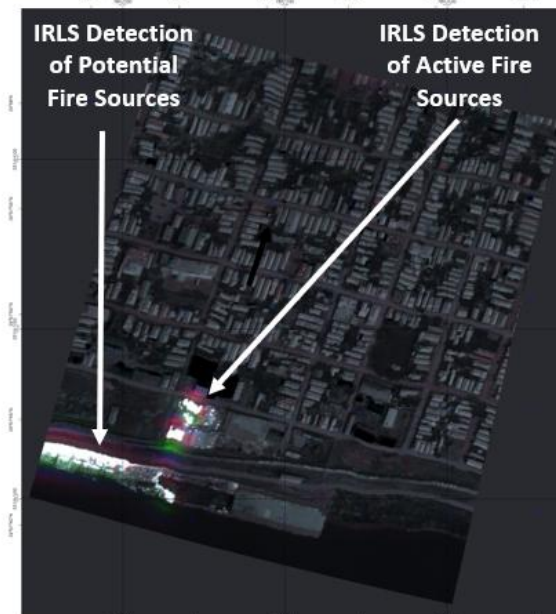 IRLS Detection
of Potential
Fire Sources
IRLS Detection
of Active Fire
Sources